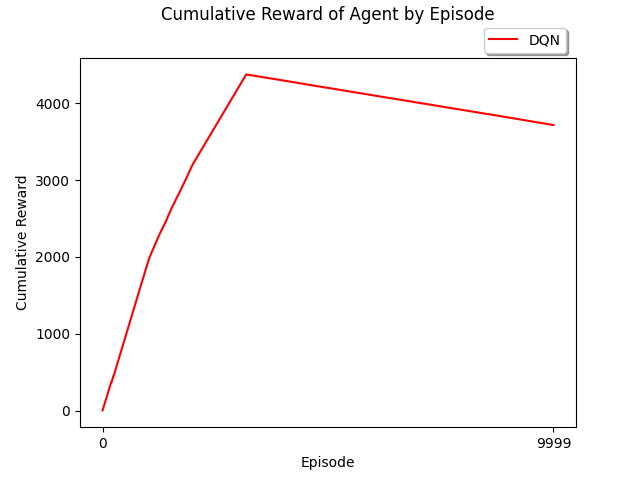 Cumulative Reward of Agent by Episode
DQN
4000
3000
2000
1000
0
Cumulative Reward
0
9999
Episode